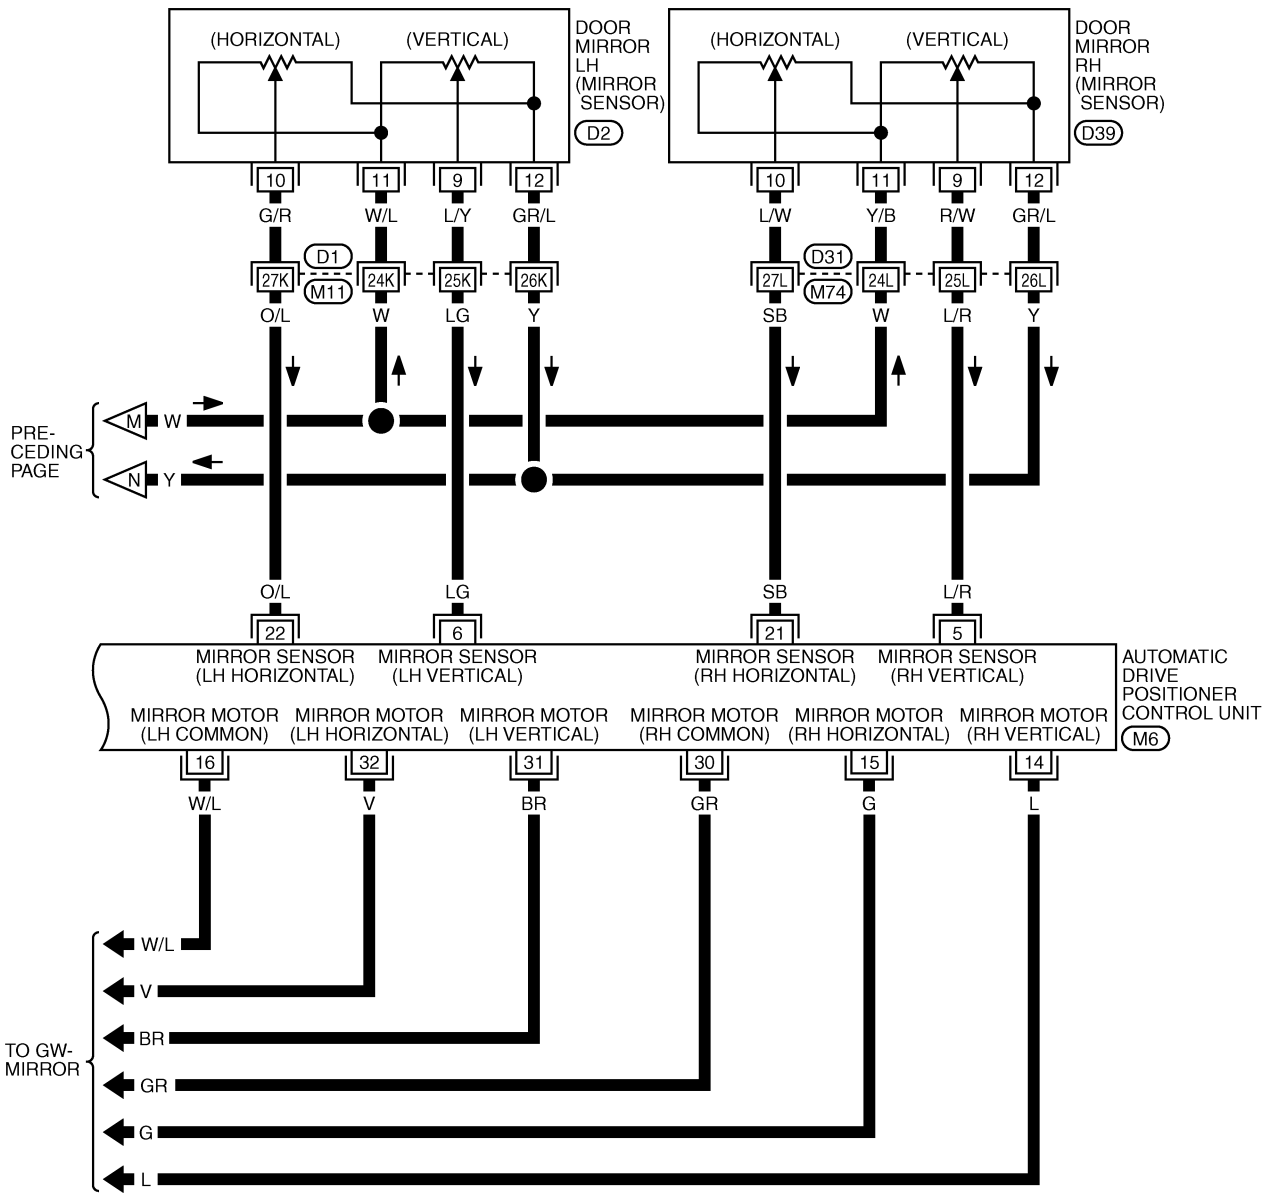 (HORIZONTAL) (VERTICAL)
DOOR
MIRROR
LH
(MIRROR
SENSOR)
D2
(HORIZONTAL) (VERTICAL)
DOOR
MIRROR
RH
(MIRROR
SENSOR)
D39
10 11 9 12 10 11 9 12
G/R W/L L/Y GR/L L/W Y/B R/W GR/L
D1 D31
27K 24K 25K 26K 27L 24L 25L 26L
M11 M74
O/L W LG Y SB W L/R Y
PRE-
CEDING
PAGE
M W
N Y
O/L LG SB L/R
22 6 21 5
MIRROR SENSOR
(LH HORIZONTAL)
MIRROR SENSOR
(LH VERTICAL)
MIRROR SENSOR
(RH HORIZONTAL)
MIRROR SENSOR
(RH VERTICAL)
AUTOMATIC
DRIVE
POSITIONER
CONTROL UNIT
M6
MIRROR MOTOR
(LH COMMON)
MIRROR MOTOR
(LH HORIZONTAL)
MIRROR MOTOR
(LH VERTICAL)
MIRROR MOTOR
(RH COMMON)
MIRROR MOTOR
(RH HORIZONTAL)
MIRROR MOTOR
(RH VERTICAL)
16 32 31 30 15 14
W/L V BR GR G L
TO GW-
MIRROR
W/L
V
BR
GR
G
L